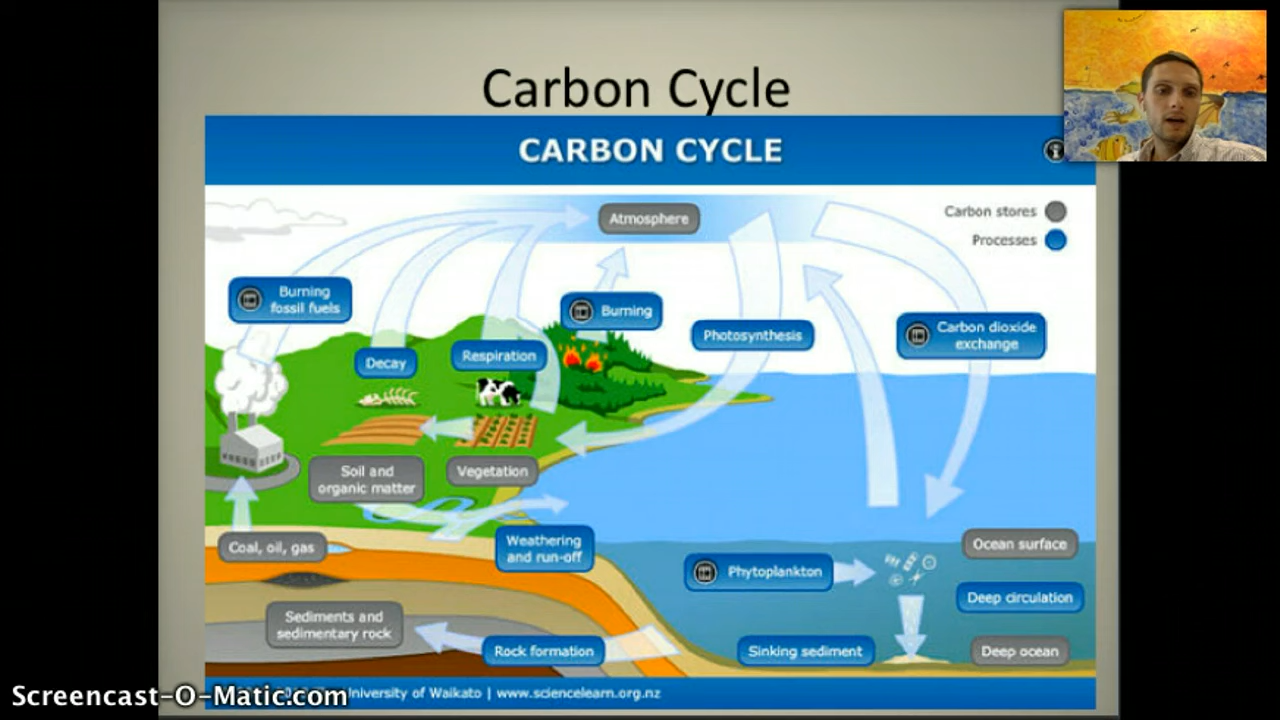 Carbon Cycle
CARBON CYCLE
Atmosphere
Carbon stores
Processes
Burning
fossil fuels
Burning
Photosynthesis
Carbon dioxide
exchange
Decay
Respiration
Soil and
organic matter
Vegetation
Coal, oil, gas
Weathering
and run-off
Ocean surface
Phytoplankton
Deep circulation
Sediments and
sedimentary rock
Rock formation
Sinking sediment
Deep ocean
Screencast-O-Matic.com
University of Waikato | www.sciencelearn.org.nz